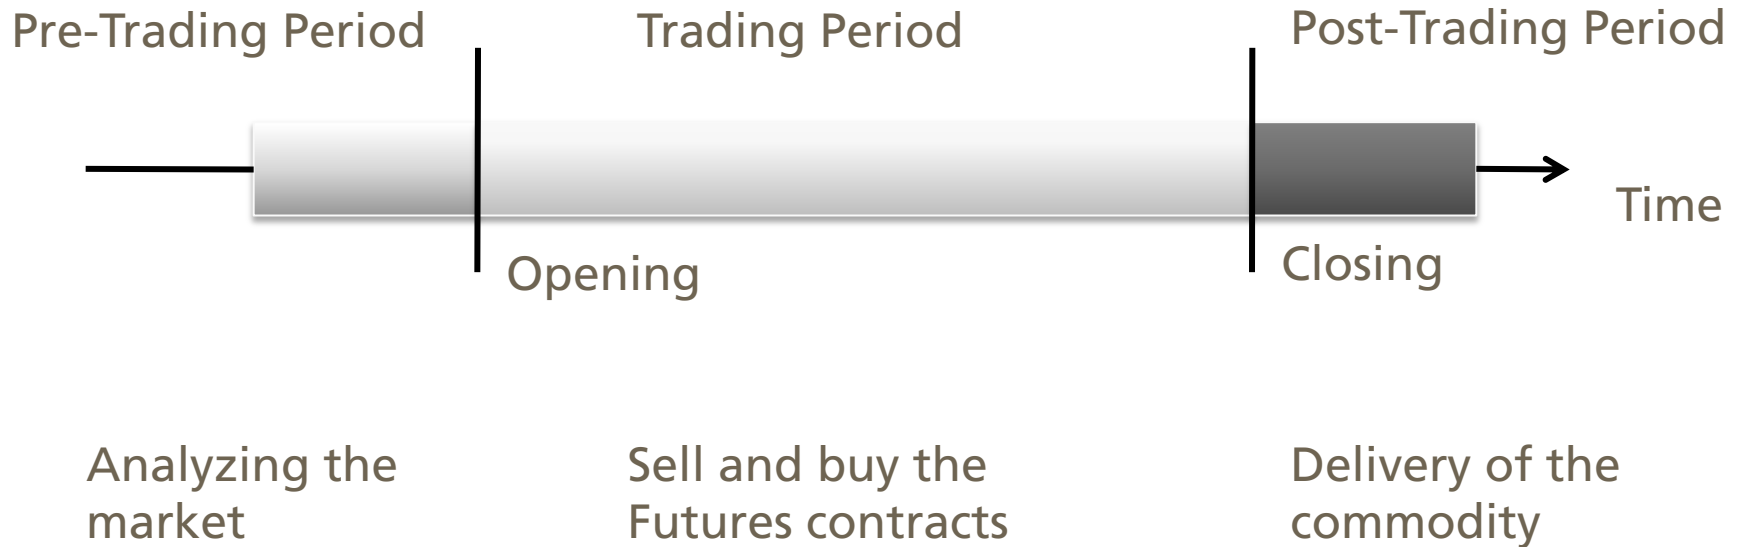 Pre-Trading Period
Trading Period
Post-Trading Period
Time
Opening
Closing
Analyzing the
market
Sell and buy the
Futures contracts
Delivery of the
commodity